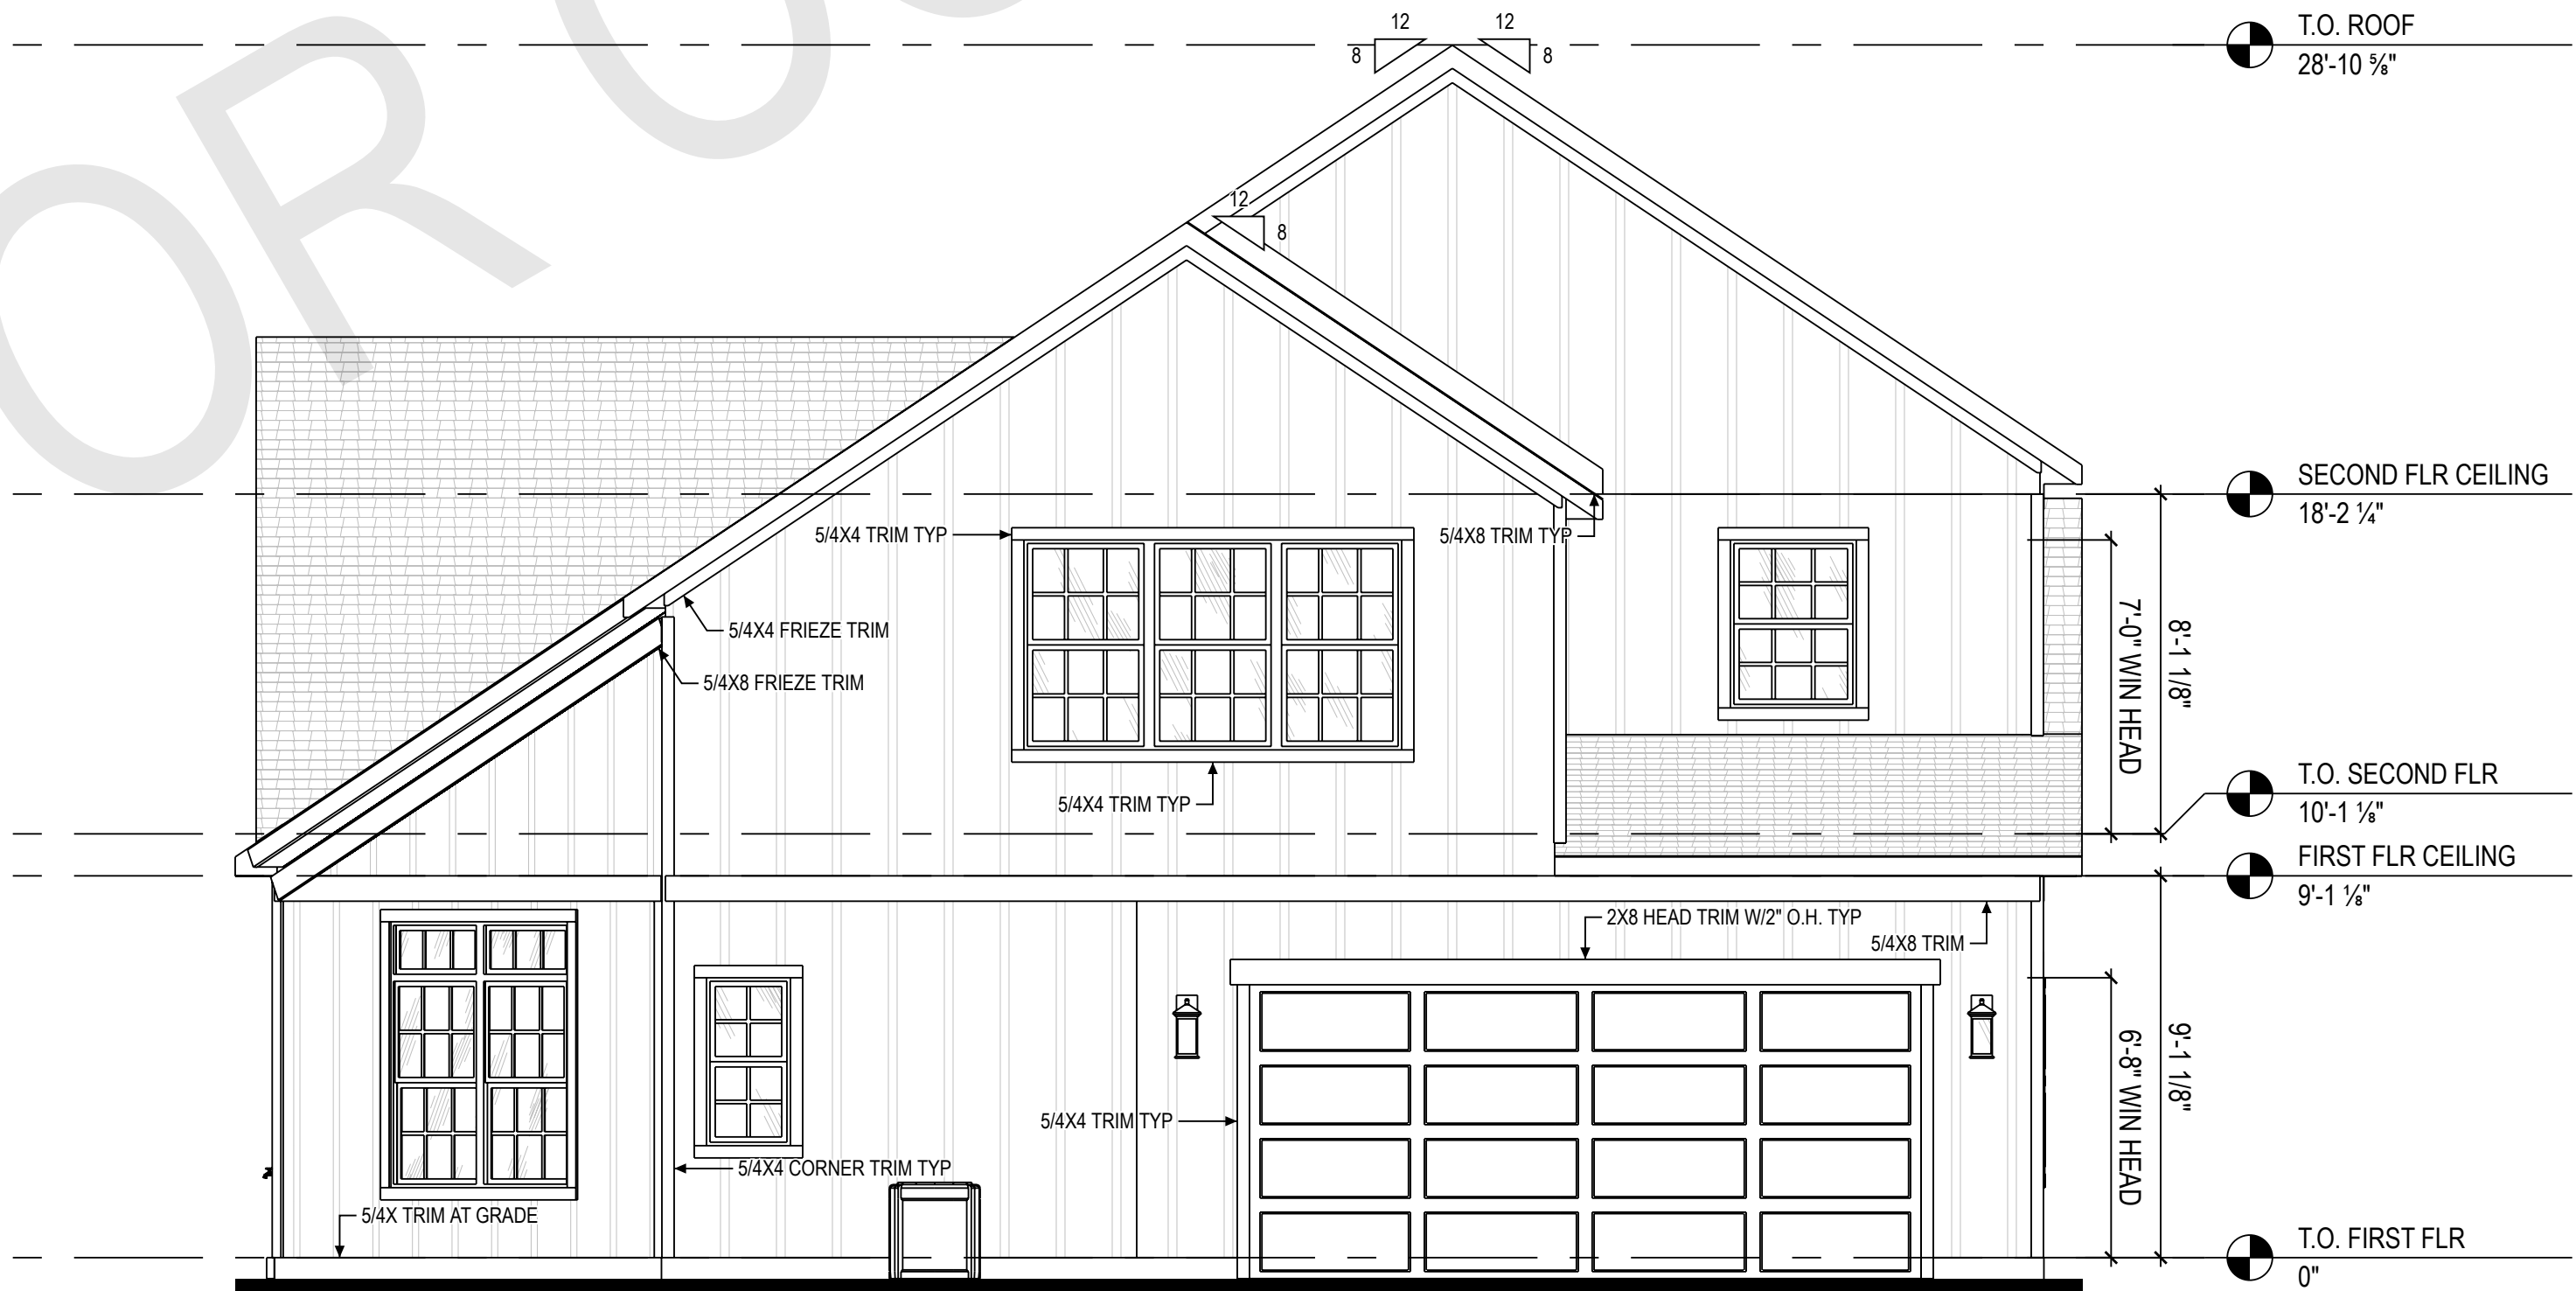 OR US
12
12
8
8
T.O. ROOF
28'-10 ⅝"
12
8
SECOND FLR CEILING
18'-2 ¼"
5/4X4 TRIM TYP
5/4X8 TRIM TYP
7'-0" WIN HEAD
8'-1 1/8"
5/4X4 FRIEZE TRIM
5/4X8 FRIEZE TRIM
5/4X4 TRIM TYP
T.O. SECOND FLR
10'-1 ⅛"
FIRST FLR CEILING
9'-1 ⅛"
2X8 HEAD TRIM W/2" O.H. TYP
5/4X8 TRIM
6'-8" WIN HEAD
9'-1 1/8"
5/4X4 TRIM TYP
5/4X4 CORNER TRIM TYP
5/4X TRIM AT GRADE
T.O. FIRST FLR
0"